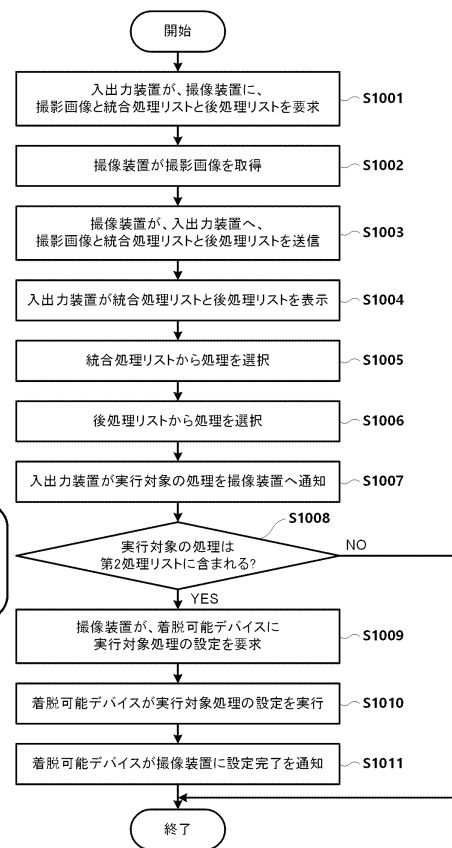 開始
入出力装置が、撮像装置に、
撮影画像と統合処理リストと後処理リストを要求
S1001
撮像装置が撮影画像を取得
S1002
撮像装置が、入出力装置へ、
撮影画像と統合処理リストと後処理リストを送信
S1003
入出力装置が統合処理リストと後処理リストを表示
S1004
統合処理リストから処理を選択
S1005
後処理リストから処理を選択
S1006
入出力装置が実行対象の処理を撮像装置へ通知
S1007
S1008
実行対象の処理は
第2処理リストに含まれる?
NO
YES
撮像装置が、着脱可能デバイスに
実行対象処理の設定を要求
S1009
着脱可能デバイスが実行対象処理の設定を実行
S1010
着脱可能デバイスが撮像装置に設定完了を通知
S1011
終了